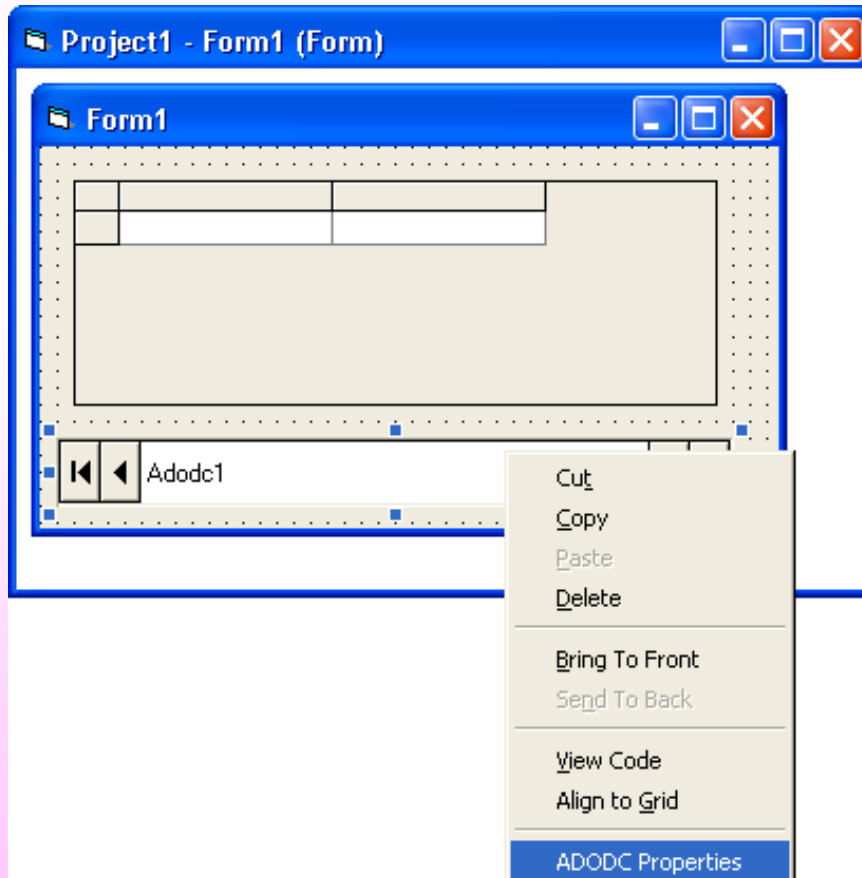 Project1 - Form1 (Form)
Form1
Adodc1
Cut
Copy
Paste
Delete
Bring To Front
Send To Back
View Code
Align to Grid
ADODC Properties